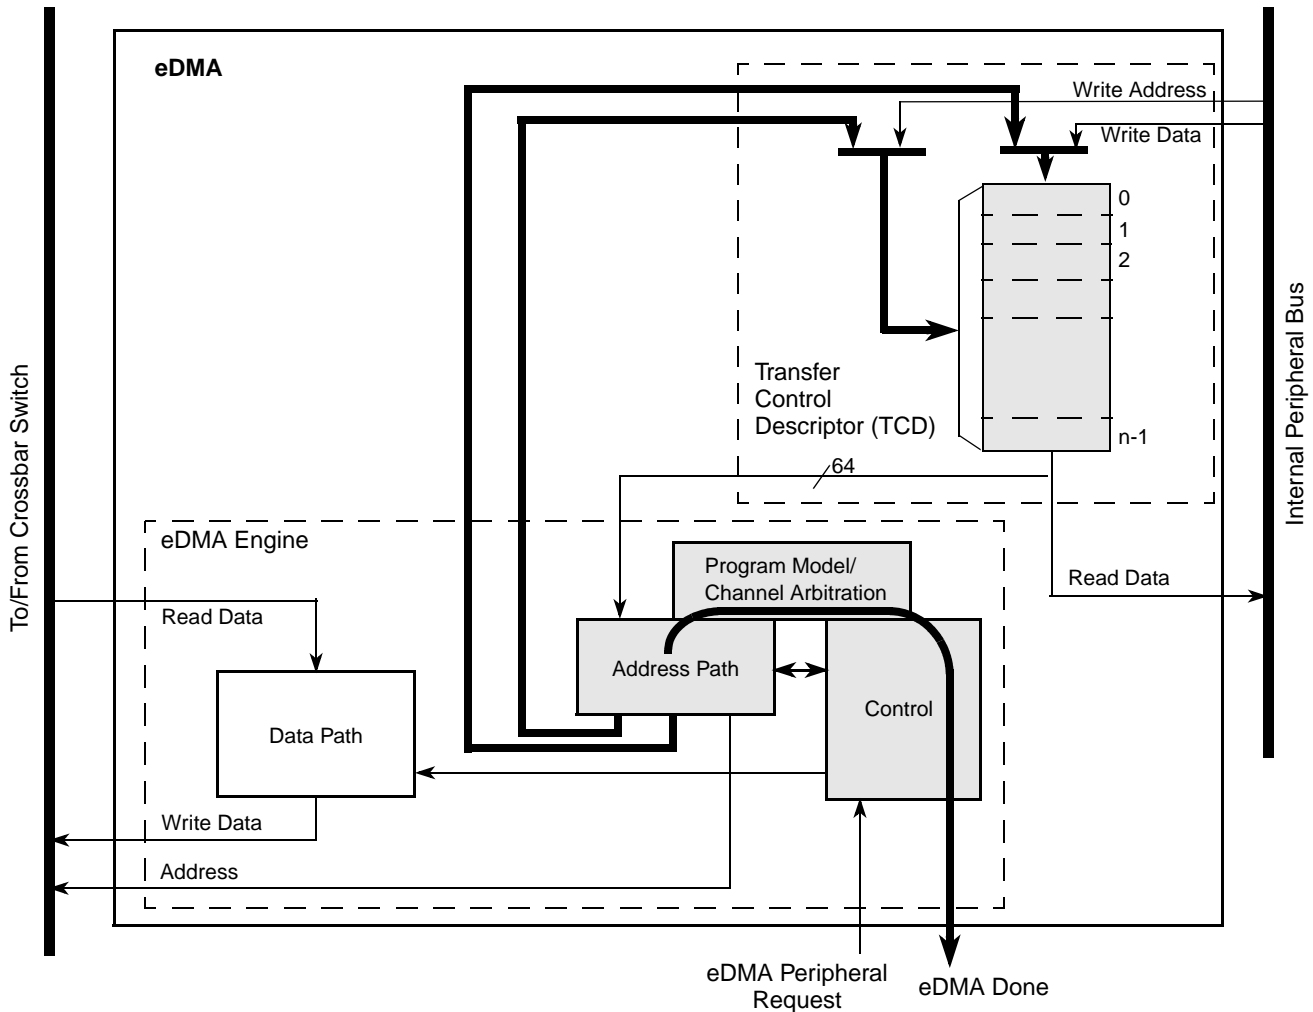 eDMA
Write Address
Write Data
0
1
2
n-1
Transfer
Control
Descriptor (TCD)
64
To/From Crossbar Switch
Internal Peripheral Bus
eDMA Engine
Program Model/
Channel Arbitration
Read Data
Read Data
Address Path
Control
Data Path
Write Data
Address
eDMA Peripheral
Request
eDMA Done